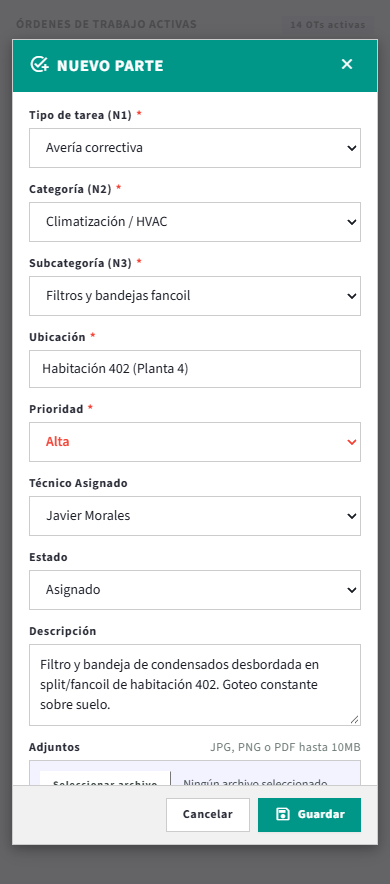 ÓRDENES DE TRABAJO ACTIVAS
14 OTs activas
NUEVO PARTE
Tipo de tarea (N1) *
Avería correctiva
Categoría (N2) *
Climatización / HVAC
Subcategoría (N3) *
Filtros y bandejas fancoil
Ubicación *
Habitación 402 (Planta 4)
Prioridad *
Alta
Técnico Asignado
Javier Morales
Estado
Asignado
Descripción
Filtro y bandeja de condensados desbordada en
split/fancoil de habitación 402. Goteo constante
sobre suelo.
Adjuntos JPG, PNG o PDF hasta 10MB
Seleccionar archivo Ningún archivo seleccionado
Cancelar Guardar